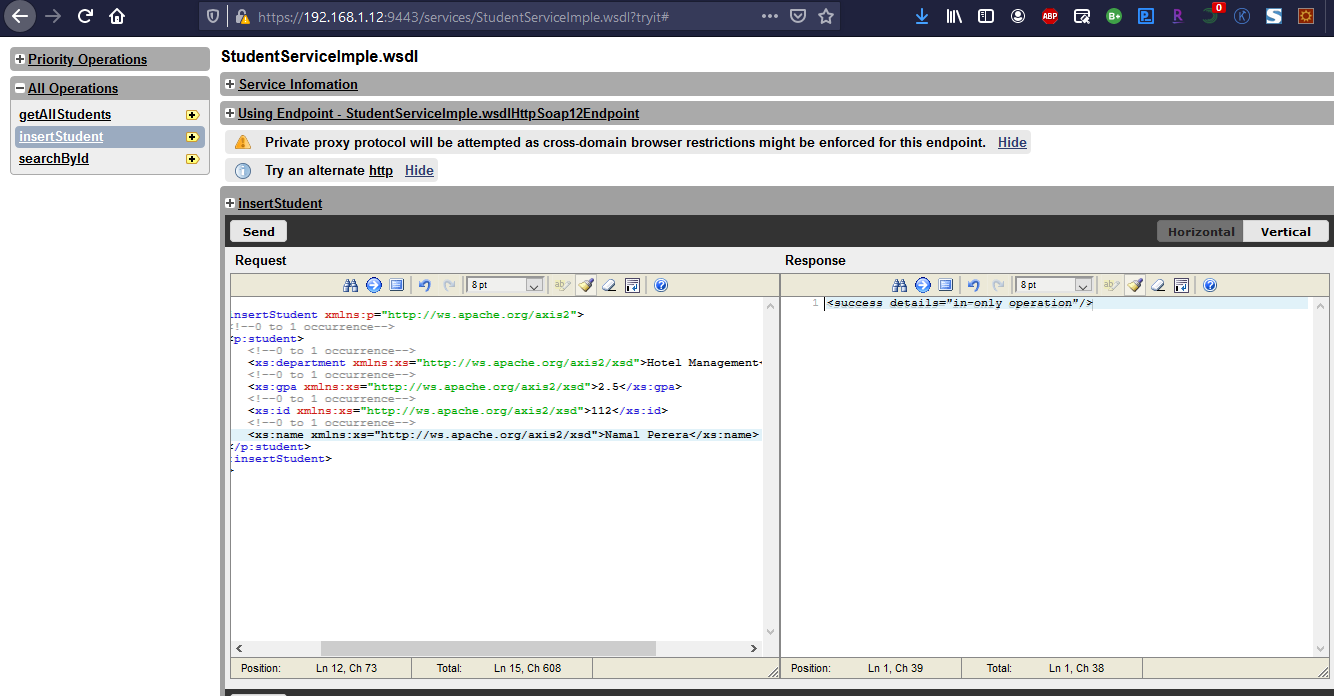 https://192.168.1.12:9443/services/StudentServiceImple.wsdl?tryit#
ABP
B+
R
0
K
S
Priority Operations
All Operations
getAllStudents
insertStudent
searchById
StudentServiceImple.wsdl
Service Infomation
Using Endpoint - StudentServiceImple.wsdlHttpSoap12Endpoint
Private proxy protocol will be attempted as cross-domain browser restrictions might be enforced for this endpoint. Hide
Try an alternate http Hide
insertStudent
Send
Horizontal Vertical
Request
8 pt
insertStudent xmlns:p="http://ws.apache.org/axis2">
!--0 to 1 occurrence-->
p:student>
<!--0 to 1 occurrence-->
<xs:department xmlns:xs="http://ws.apache.org/axis2/xsd">Hotel Management<
<!--0 to 1 occurrence-->
<xs:gpa xmlns:xs="http://ws.apache.org/axis2/xsd">2.5</xs:gpa>
<!--0 to 1 occurrence-->
<xs:id xmlns:xs="http://ws.apache.org/axis2/xsd">112</xs:id>
<!--0 to 1 occurrence-->
<xs:name xmlns:xs="http://ws.apache.org/axis2/xsd">Namal Perera</xs:name>
/p:student>
:insertStudent>
Position: Ln 12, Ch 73 Total: Ln 15, Ch 608
Response
8 pt
1 <success details="in-only operation"/>
Position: Ln 1, Ch 39 Total: Ln 1, Ch 38